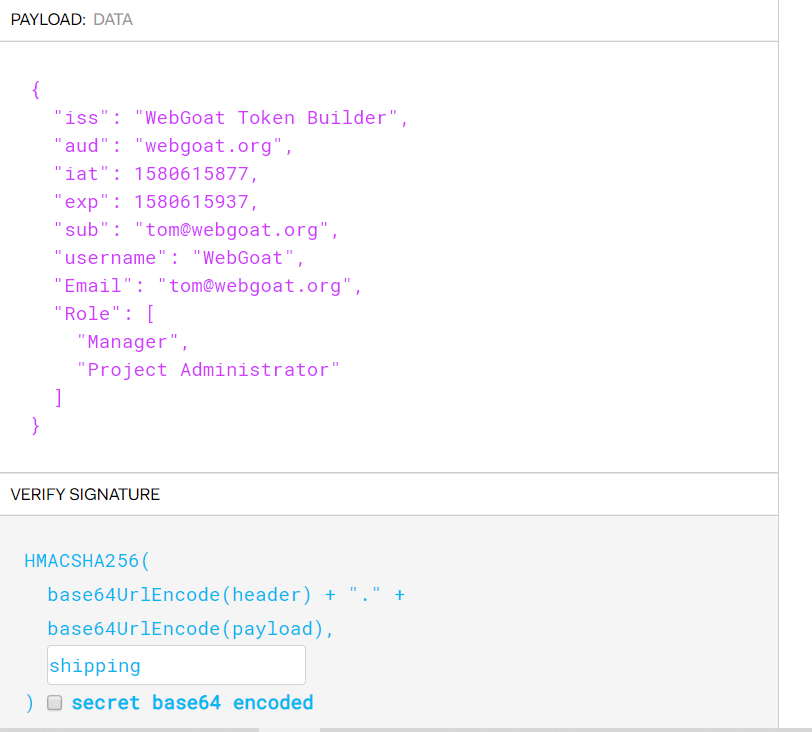 PAYLOAD: DATA
{
"iss": "WebGoat Token Builder",
"aud": "webgoat.org",
"iat": 1580615877,
"exp": 1580615937,
"sub": "tom@webgoat.org",
"username": "WebGoat",
"Email": "tom@webgoat.org",
"Role": [
"Manager",
"Project Administrator"
]
}
VERIFY SIGNATURE
HMACSHA256(
base64UrlEncode(header) + "." +
base64UrlEncode(payload),
shipping
) secret base64 encoded